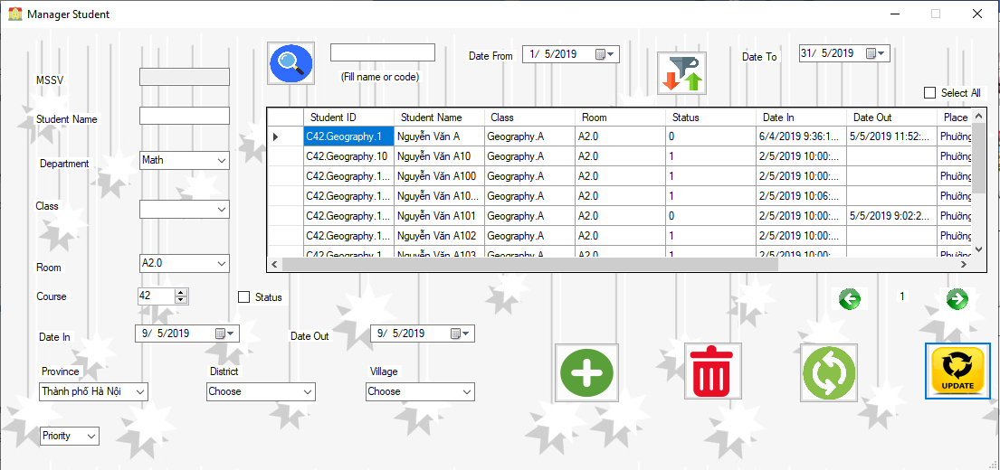 Manager Student
MSSV
Student Name
Department Math
Class
Room A2.0
Course 42 Status
Date In 9/ 5/2019 Date Out 9/ 5/2019
Province District Village
Thành phố Hà Nội Choose Choose
Priority
(Fill name or code)
Date From 1/ 5/2019
Date To 31/ 5/2019
Select All
Student ID Student Name Class Room Status Date In Date Out Place
C42.Geography.1 Nguyễn Văn A Geography.A A2.0 0 6/4/2019 9:36:1... 5/5/2019 11:52:... Phường
C42.Geography.10 Nguyễn Văn A10 Geography.A A2.0 1 2/5/2019 10:00:... Phường
C42.Geography.1... Nguyễn Văn A100 Geography.A A2.0 1 2/5/2019 10:00:... Phường
C42.Geography.1... Nguyễn Văn A10... Geography.A A2.0 1 2/5/2019 10:06:... Phường
C42.Geography.1... Nguyễn Văn A101 Geography.A A2.0 0 2/5/2019 10:00:... 5/5/2019 9:02:2... Phường
C42.Geography.1... Nguyễn Văn A102 Geography.A A2.0 1 2/5/2019 10:00:... Phường
C42.Geography.1... Nguyễn Văn A103 Geography.A A2.0 1 2/5/2019 10:00:... Phường
1
UPDATE